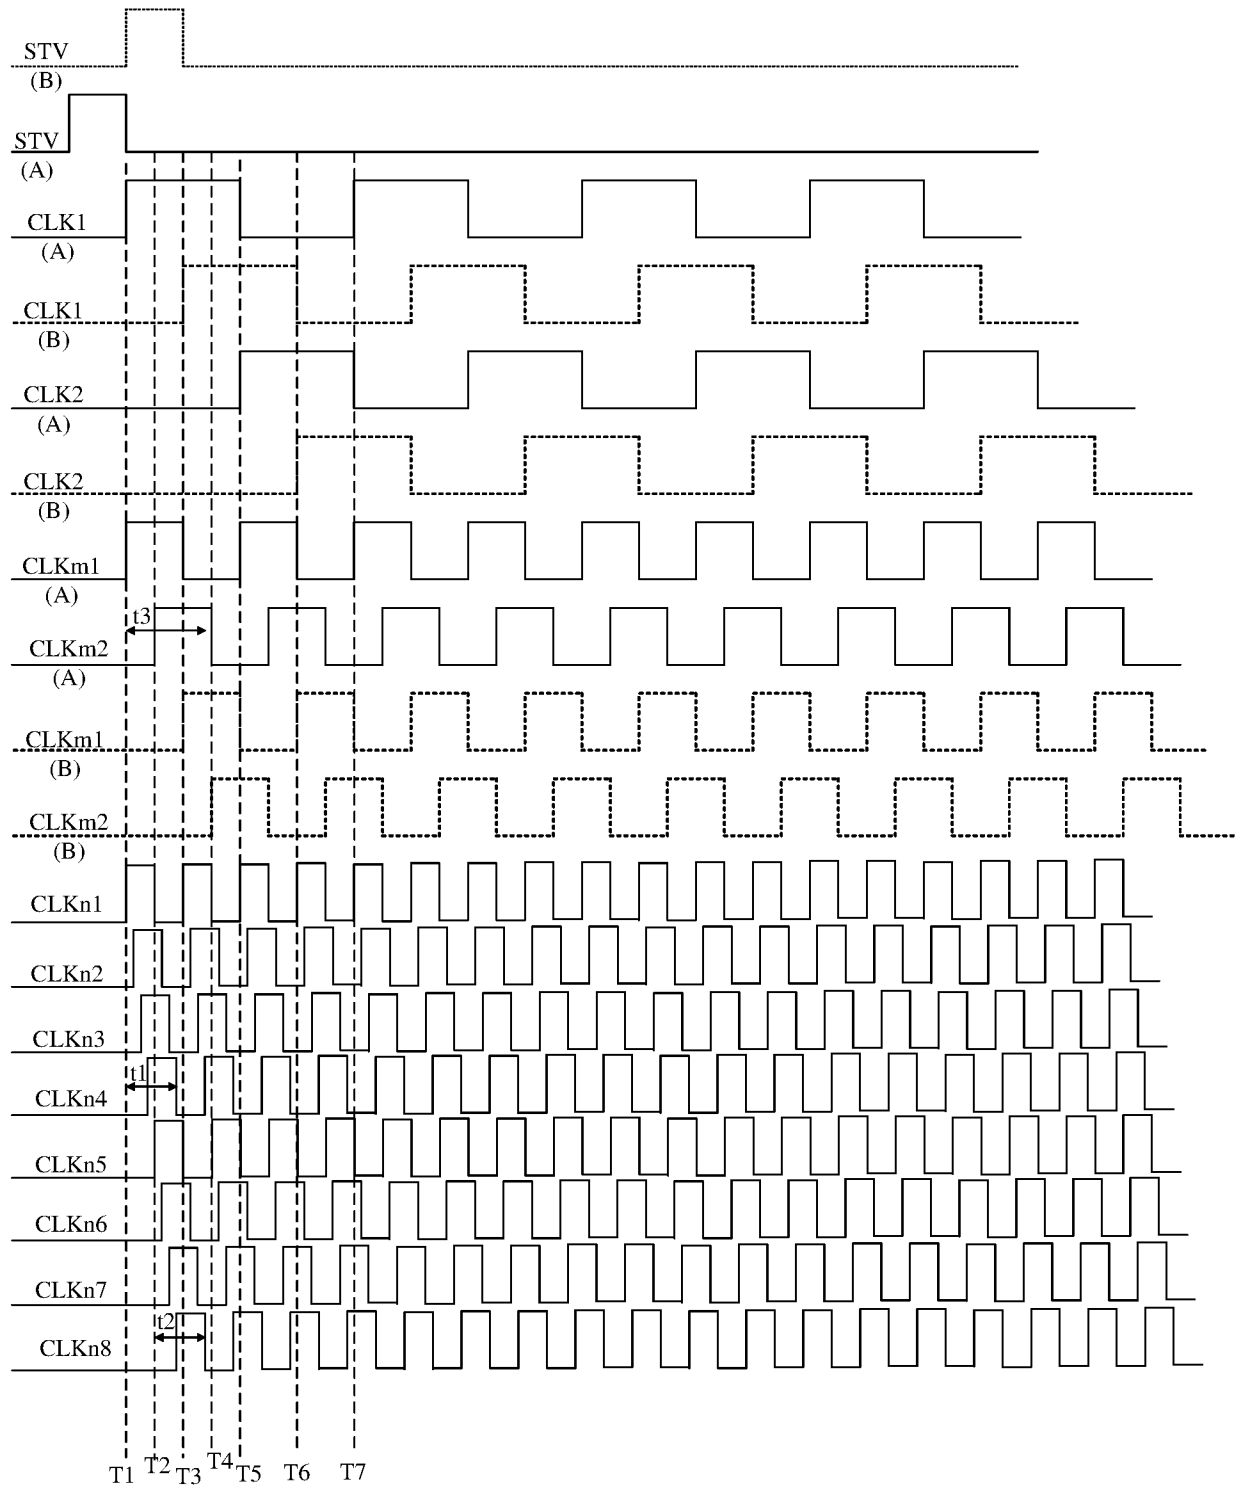 STV
(B)
STV
(A)
CLK1
(A)
CLK1
(B)
CLK2
(A)
CLK2
(B)
CLKm1
(A)
t3
CLKm2
(A)
CLKm1
(B)
CLKm2
(B)
CLKn1
CLKn2
CLKn3
t1
CLKn4
CLKn5
CLKn6
CLKn7
t2
CLKn8
T1 T2 T3 T4 T5 T6 T7